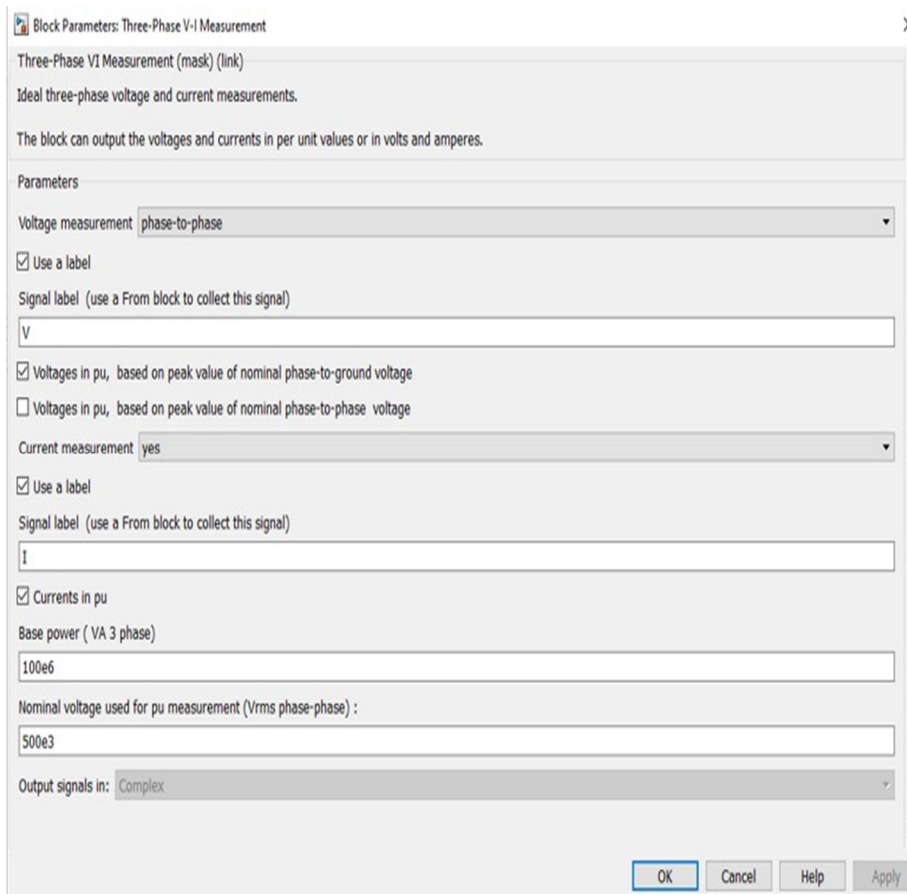 Block Parameters: Three-Phase V-I Measurement
Three-Phase VI Measurement (mask) (link)
Ideal three-phase voltage and current measurements.
The block can output the voltages and currents in per unit values or in volts and amperes.
Parameters
Voltage measurement phase-to-phase
Use a label
Signal label (use a From block to collect this signal)
V
Voltages in pu, based on peak value of nominal phase-to-ground voltage
Voltages in pu, based on peak value of nominal phase-to-phase voltage
Current measurement yes
Use a label
Signal label (use a From block to collect this signal)
I
Currents in pu
Base power ( VA 3 phase)
100e6
Nominal voltage used for pu measurement (Vrms phase-phase) :
500e3
Output signals in: Complex
OK Cancel Help Apply